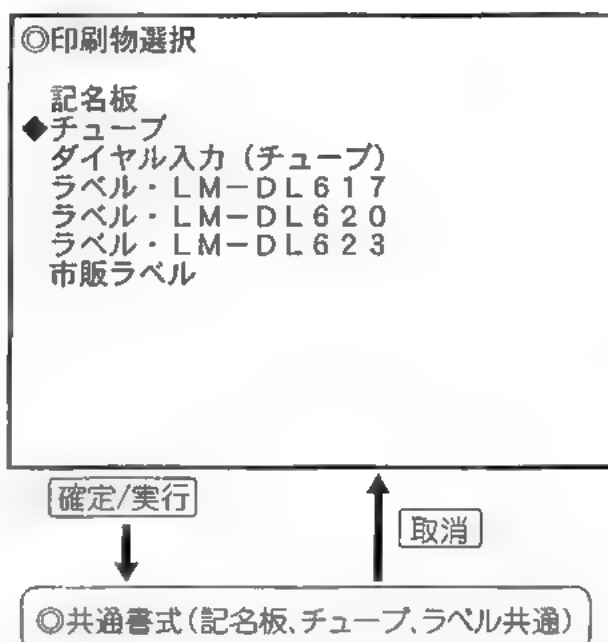 ◎印刷物選択
記名板
◆チューブ
ダイヤル入力（チューブ）
ラベル・ＬＭ－ＤＬ６１７
ラベル・ＬＭ－ＤＬ６２０
ラベル・ＬＭ－ＤＬ６２３
市販ラベル
確定/実行
取消
◎共通書式（記名板、チューブ、ラベル共通）